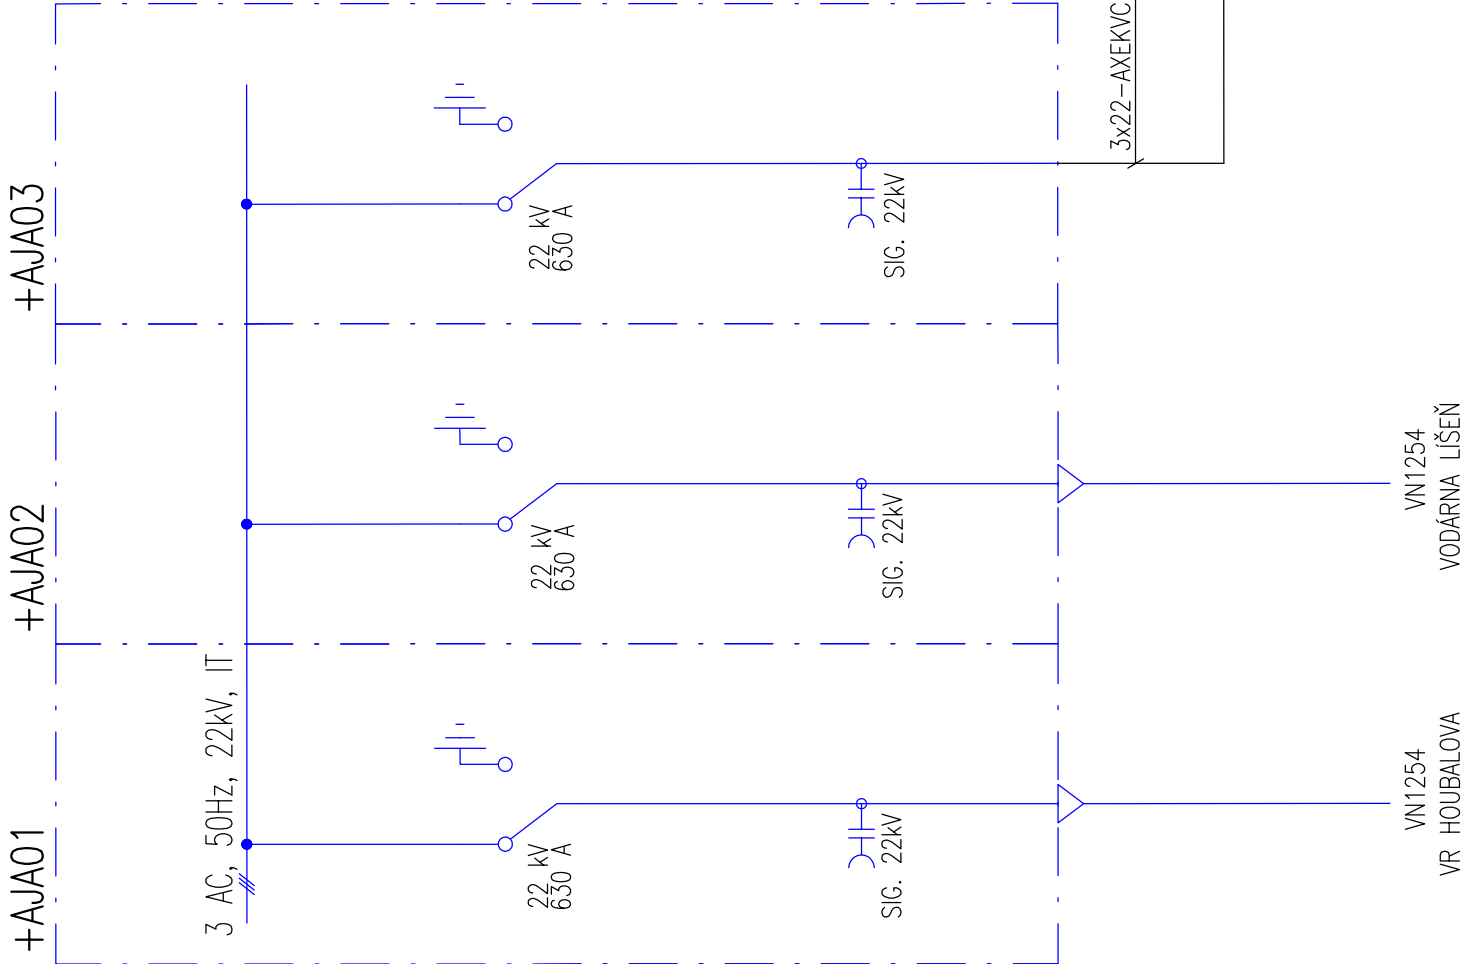 +AJA01
+AJA02
+AJA03
3 AC, 50Hz, 22kV, IT
22 kV
630 A
22 kV
630 A
22 kV
630 A
SIG. 22kV
SIG. 22kV
SIG. 22kV
3x22-AXEKVC
VN1254
VR HOUBALOVA
VN1254
VODÁRNA LÍŠEŇ